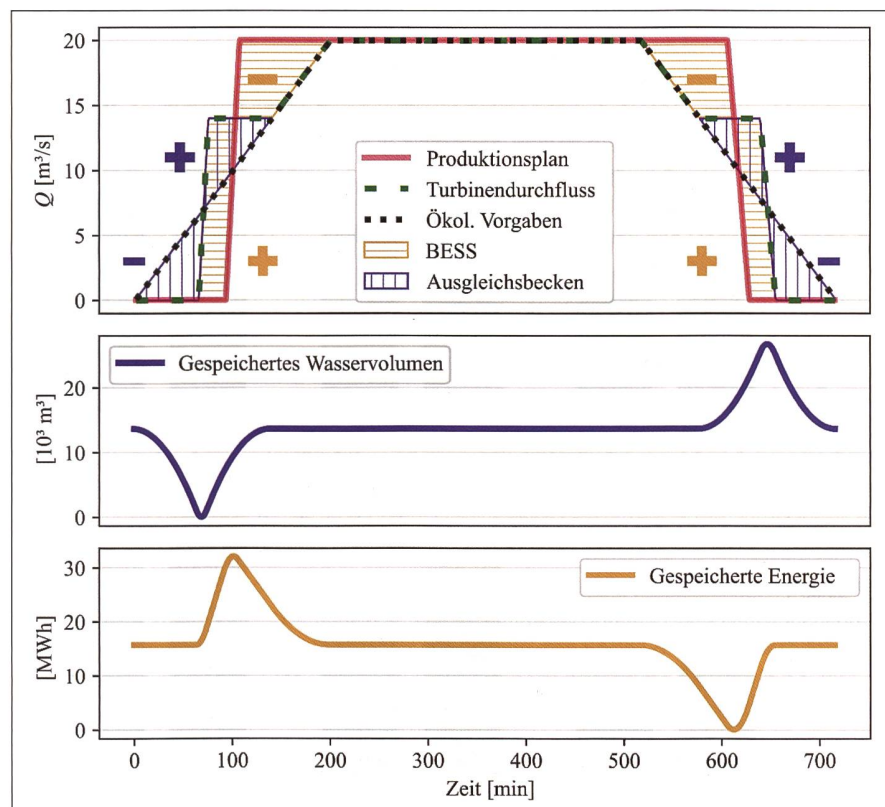 20
15
10
5
0
Q [m³/s]
Produktionsplan
Turbinendurchfluss
Ökol. Vorgaben
BESS
Ausgleichsbecken
Gespeichertes Wasservolumen
20
10
0
[10³ m³]
Gespeicherte Energie
30
20
10
0
[MWh]
0 100 200 300 400 500 600 700
Zeit [min]